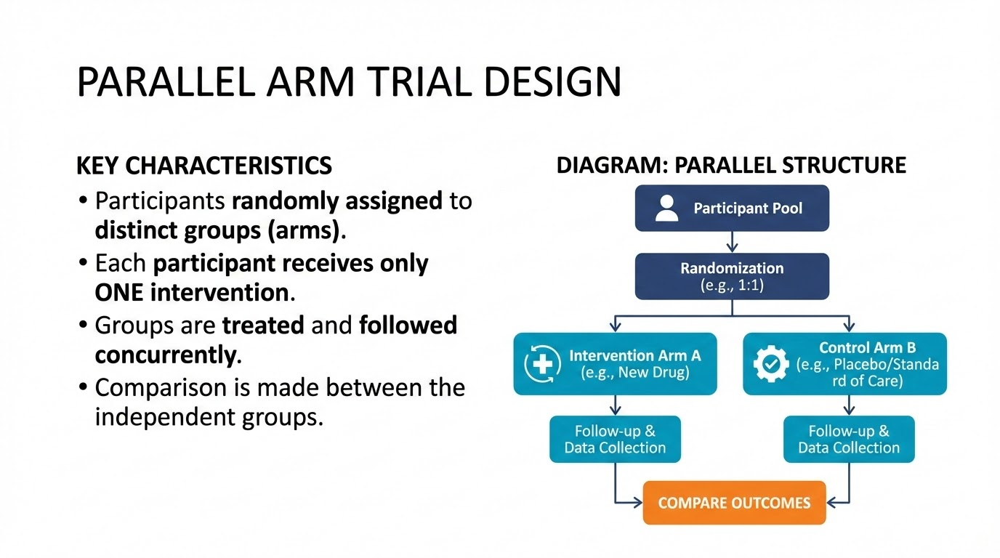 PARALLEL ARM TRIAL DESIGN
KEY CHARACTERISTICS
• Participants randomly assigned to
distinct groups (arms).
• Each participant receives only
ONE intervention.
• Groups are treated and followed
concurrently.
• Comparison is made between the
independent groups.
DIAGRAM: PARALLEL STRUCTURE
Participant Pool
Randomization
(e.g., 1:1)
Intervention Arm A
(e.g., New Drug)
Control Arm B
(e.g., Placebo/Standa
rd of Care)
Follow-up &
Data Collection
Follow-up &
Data Collection
COMPARE OUTCOMES